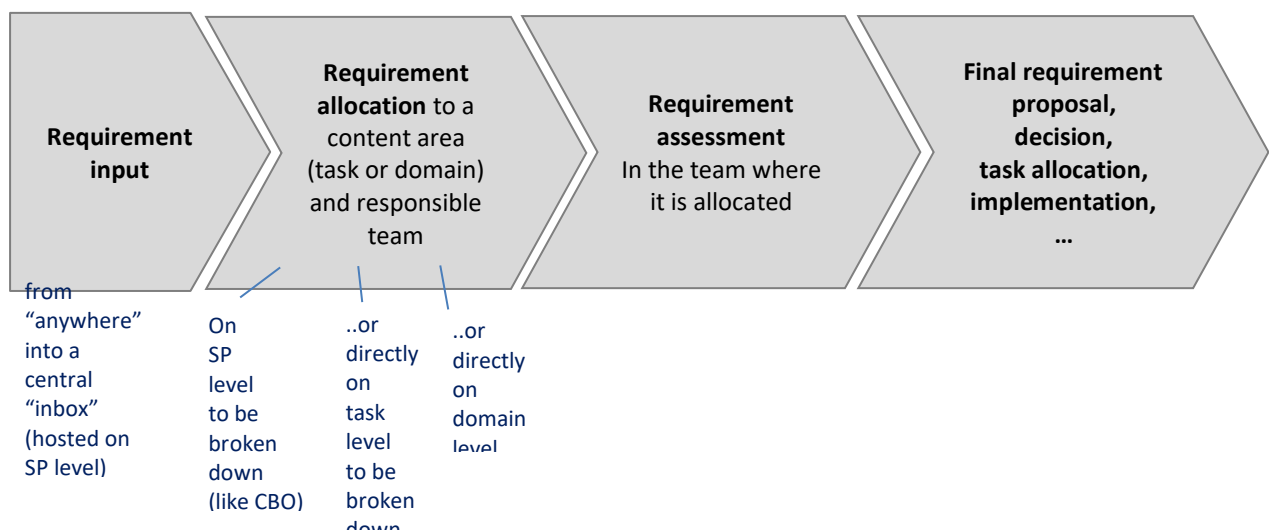 Requirement
input
Requirement
allocation to a
content area
(task or domain)
and responsible
team
Requirement
assessment
In the team where
it is allocated
Final requirement
proposal,
decision,
task allocation,
implementation,
…
from
“anywhere”
into a
central
“inbox”
(hosted on
SP level)
On
SP
level
to be
broken
down
(like CBO)
..or
directly
on
task
level
to be
broken
down
..or
directly
on
domain
level